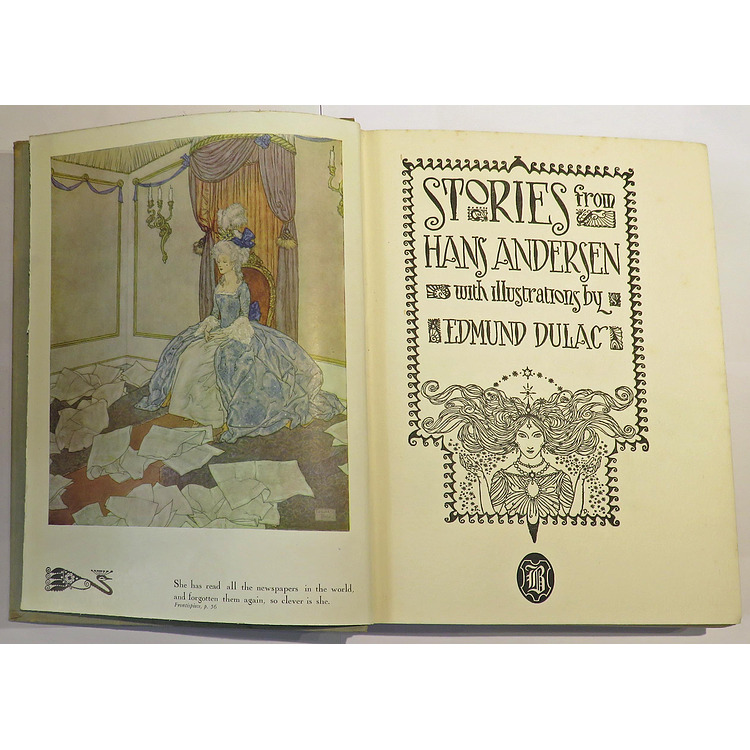 She has read all the newspapers in the world,
and forgotten them again, so clever is she.
Frontispiece, p. 36
STORIES from
HANS ANDERSEN
with illustrations by
EDMUND DULAC
B